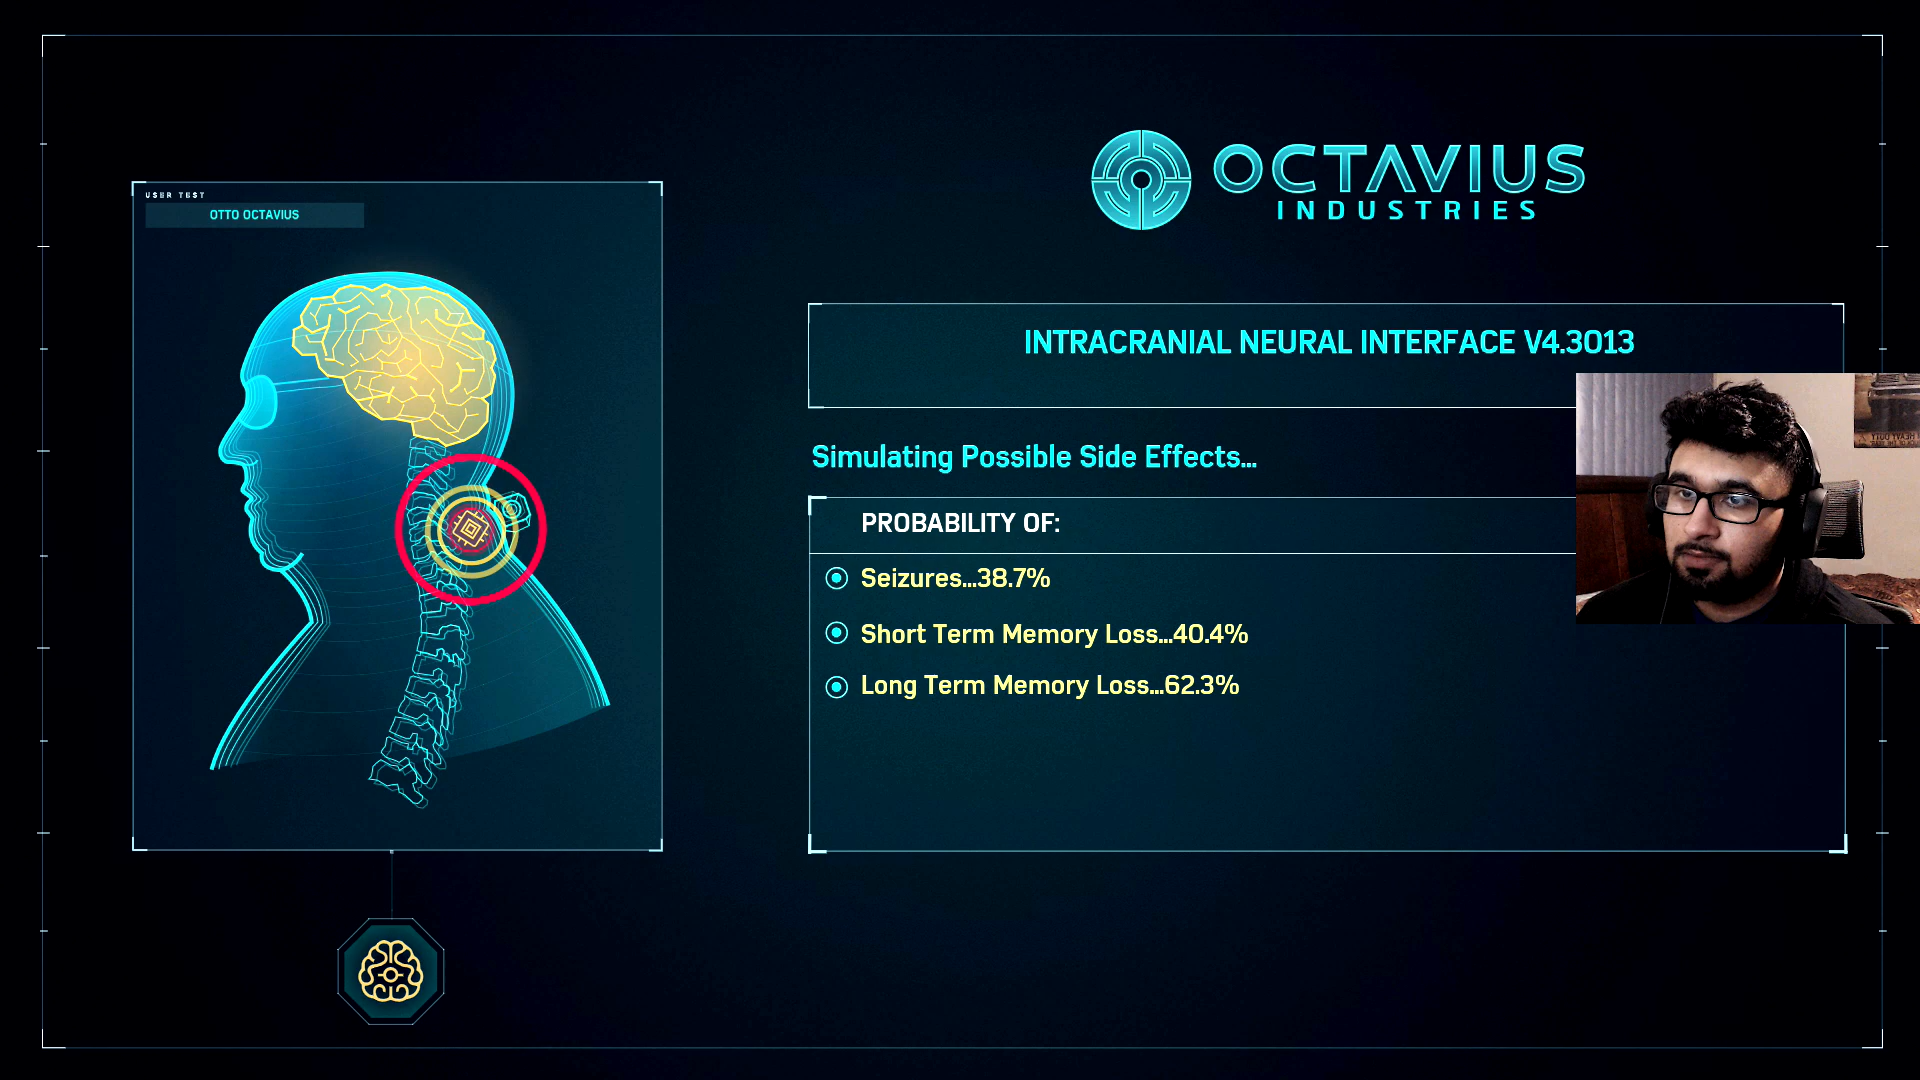 USER TEST
OTTO OCTAVIUS
OCTAVIUS
INDUSTRIES
INTRACRANIAL NEURAL INTERFACE V4.3013
Simulating Possible Side Effects...
PROBABILITY OF:
Seizures...38.7%
Short Term Memory Loss...40.4%
Long Term Memory Loss...62.3%